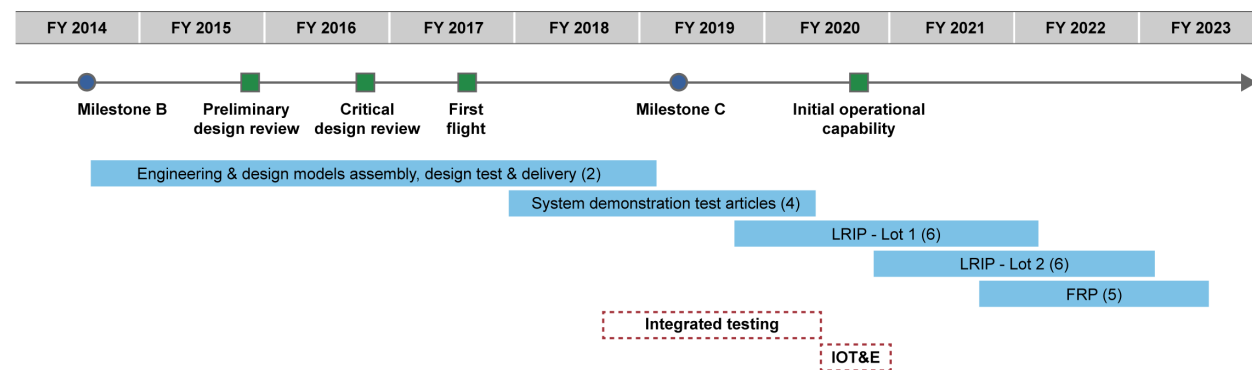 FY 2014 FY 2015 FY 2016 FY 2017 FY 2018 FY 2019 FY 2020 FY 2021 FY 2022 FY 2023
Milestone B
Preliminary
design review
Critical
design review
First
flight
Milestone C
Initial operational
capability
Engineering & design models assembly, design test & delivery (2)
System demonstration test articles (4)
LRIP - Lot 1 (6)
LRIP - Lot 2 (6)
FRP (5)
Integrated testing
IOT&E